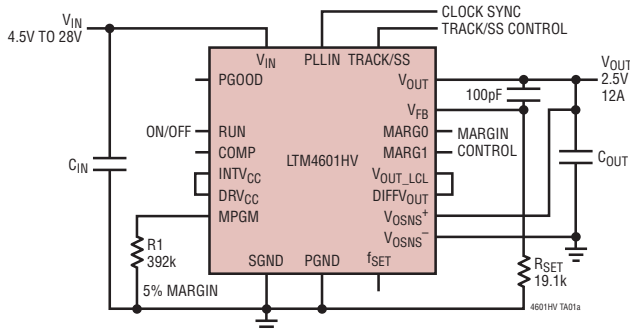 CLOCK SYNC
TRACK/SS CONTROL
VIN
4.5V TO 28V
VIN PLLIN TRACK/SS
PGOOD
VOUT
VOUT
2.5V
12A
100pF
VFB
ON/OFF
RUN
MARG0
MARGIN
CONTROL
COMP
LTM4601HV
MARG1
CIN
INTVCC
VOUT_LCL
COUT
DRVCC
DIFFVOUT
MPGM
VOSNS+
VOSNS–
R1
392k
SGND PGND fSET
RSET
19.1k
5% MARGIN
4601HV TA01a